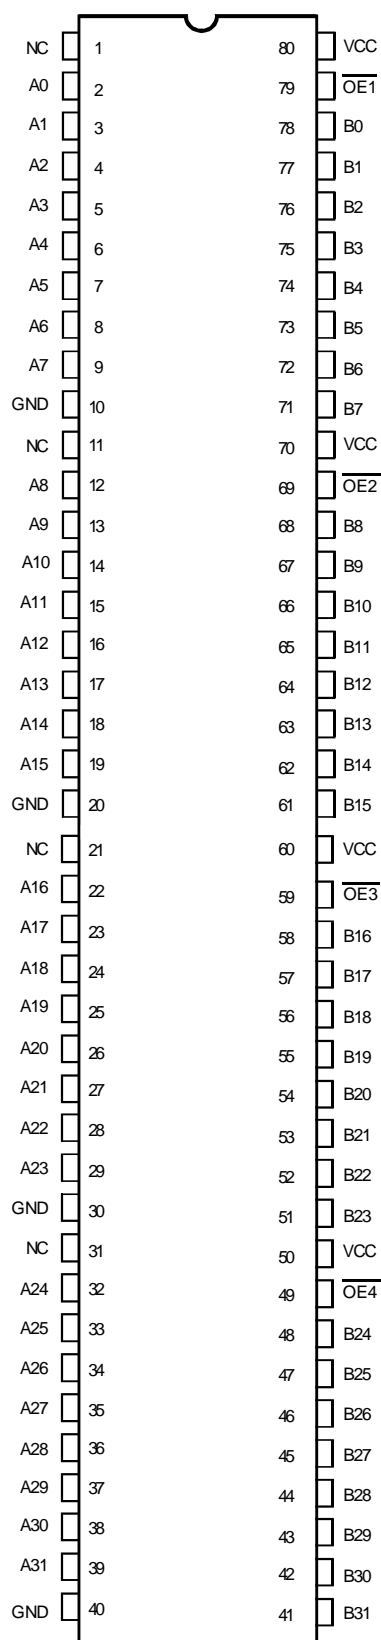 NC 1 80 VCC
A0 2 79 OE1
A1 3 78 B0
A2 4 77 B1
A3 5 76 B2
A4 6 75 B3
A5 7 74 B4
A6 8 73 B5
A7 9 72 B6
GND 10 71 B7
NC 11 70 VCC
A8 12 69 OE2
A9 13 68 B8
A10 14 67 B9
A11 15 66 B10
A12 16 65 B11
A13 17 64 B12
A14 18 63 B13
A15 19 62 B14
GND 20 61 B15
NC 21 60 VCC
A16 22 59 OE3
A17 23 58 B16
A18 24 57 B17
A19 25 56 B18
A20 26 55 B19
A21 27 54 B20
A22 28 53 B21
A23 29 52 B22
GND 30 51 B23
NC 31 50 VCC
A24 32 49 OE4
A25 33 48 B24
A26 34 47 B25
A27 35 46 B26
A28 36 45 B27
A29 37 44 B28
A30 38 43 B29
A31 39 42 B30
GND 40 41 B31